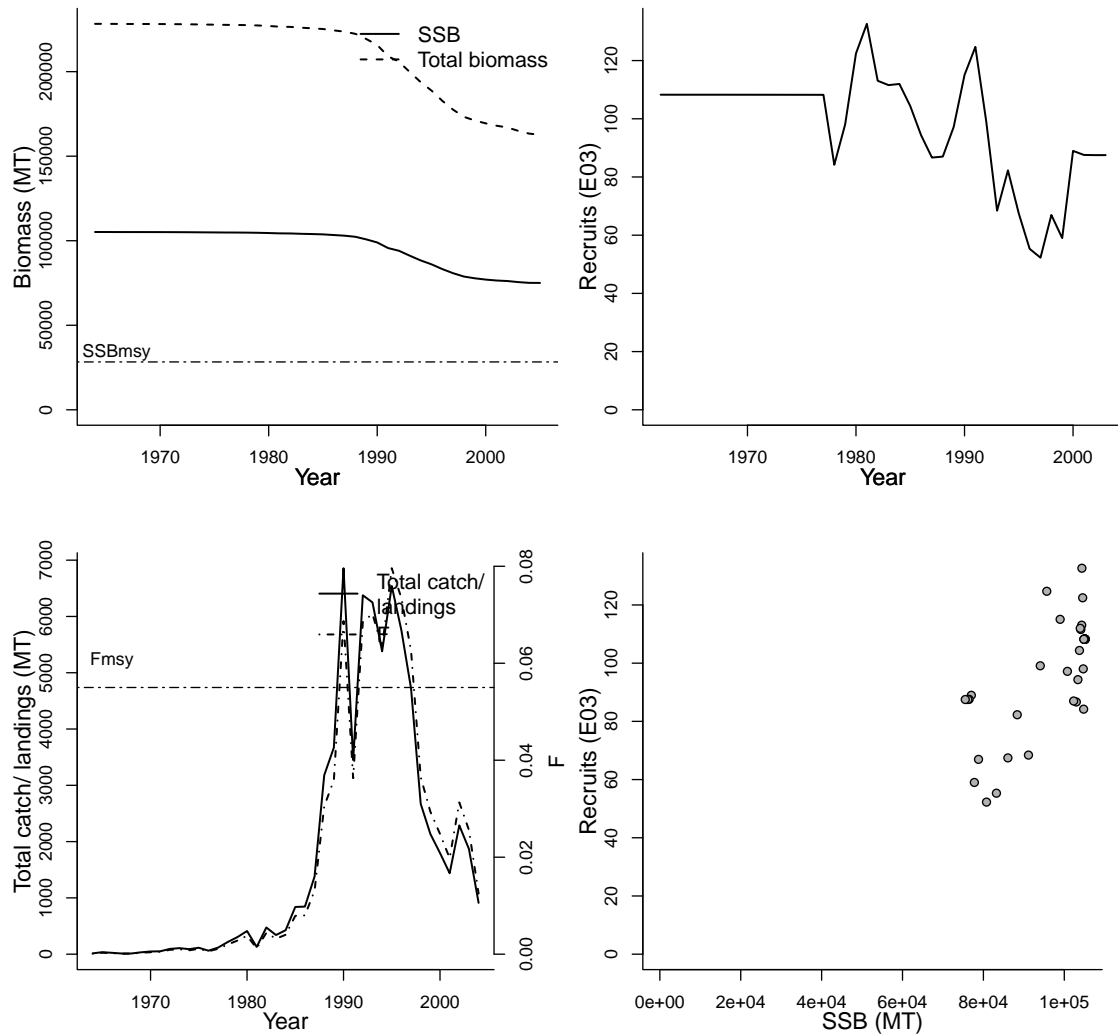 SSB
Total biomass
SSBmsy
0
50000
100000
150000
200000
Biomass (MT)
1970
1980
1990
2000
Year
0
20
40
60
80
100
120
Recruits (E03)
1970
1980
1990
2000
Year
Total catch/
landings
F
Fmsy
0
1000
2000
3000
4000
5000
6000
7000
Total catch/ landings (MT)
0.00
0.02
0.04
0.06
0.08
F
1970
1980
1990
2000
Year
0
20
40
60
80
100
120
Recruits (E03)
0e+00
2e+04
4e+04
6e+04
8e+04
1e+05
SSB (MT)